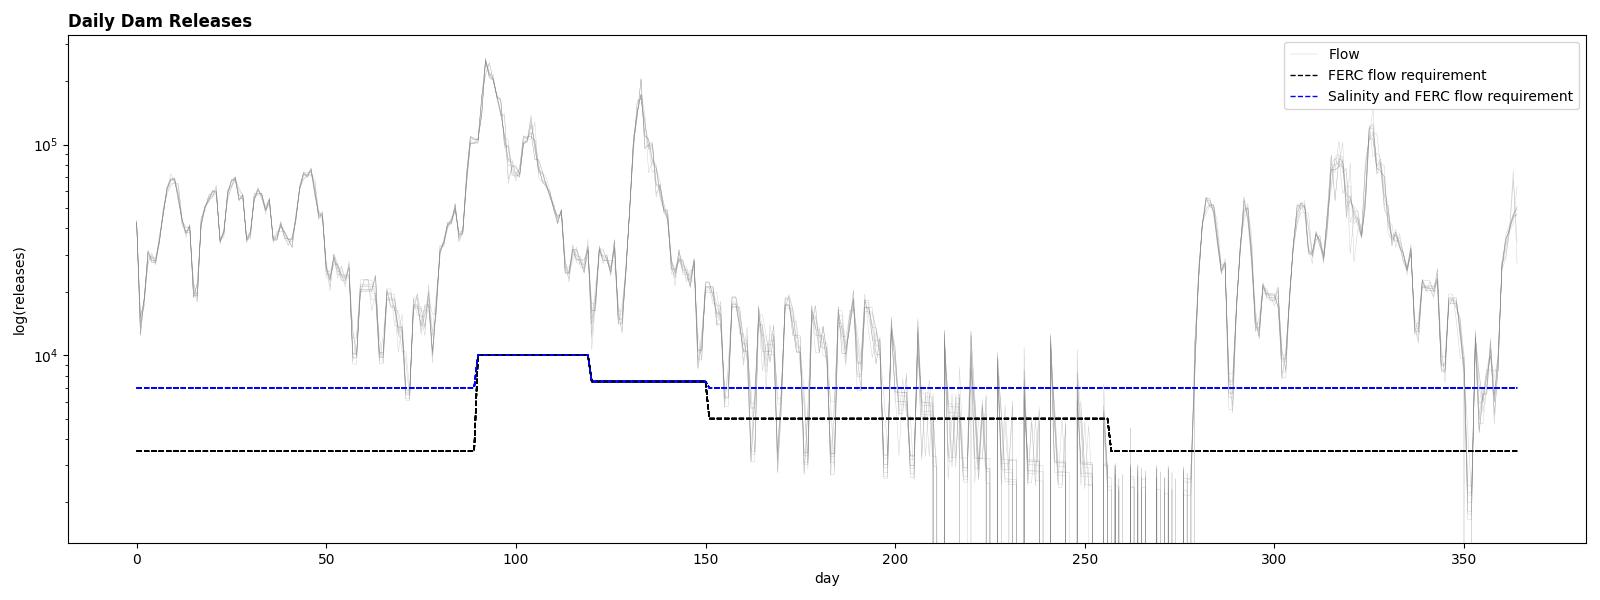 Daily Dam Releases
Flow
FERC flow requirement
Salinity and FERC flow requirement
10^5
10^4
log(releases)
0 50 100 150 200 250 300 350
day